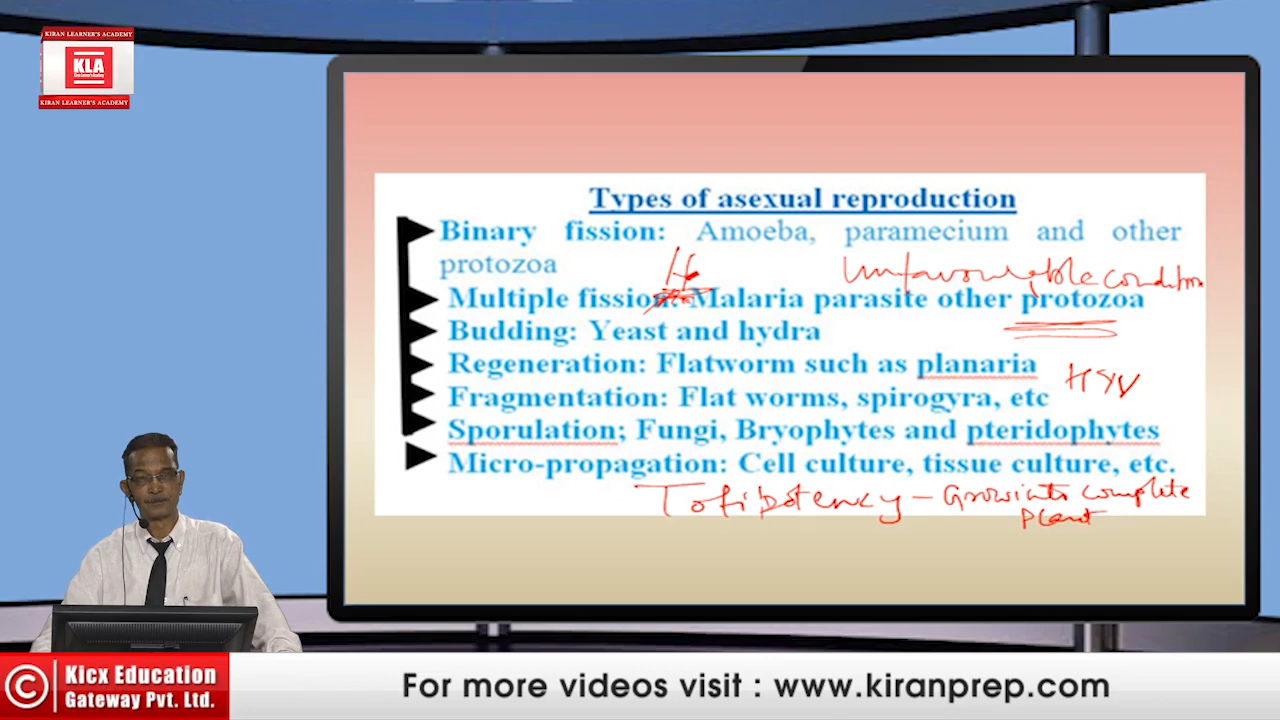 KIRAN LEARNER'S ACADEMY
KLA
Kiran Learner's Academy
KIRAN LEARNER'S ACADEMY
Types of asexual reproduction
Binary fission: Amoeba, paramecium and other
protozoa
Unfavourable condition
Multiple fission: Malaria parasite other protozoa
Budding: Yeast and hydra
Regeneration: Flatworm such as planaria
Fragmentation: Flat worms, spirogyra, etc
Sporulation; Fungi, Bryophytes and pteridophytes
Micro-propagation: Cell culture, tissue culture, etc.
Totipotency – Grow into complete
Plant
© Kicx Education
Gateway Pvt. Ltd.
For more videos visit : www.kiranprep.com